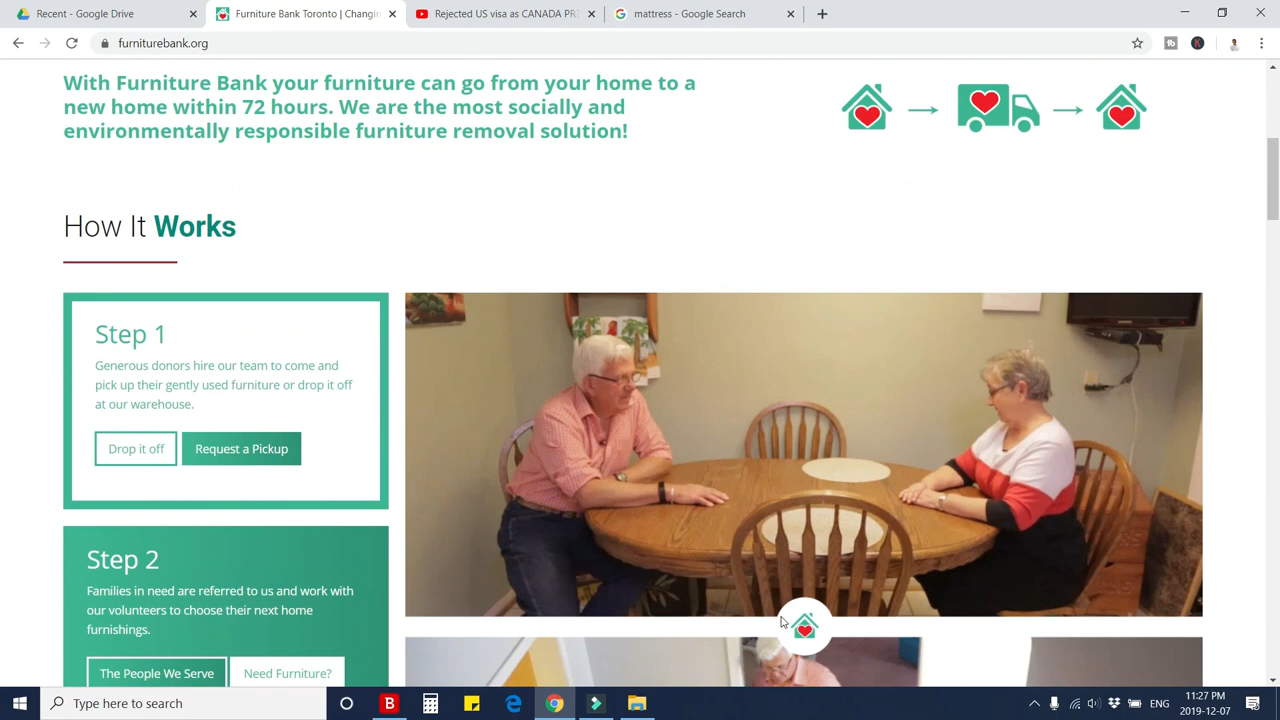 Recent - Google Drive
Furniture Bank Toronto | Changin
Rejected US visa as CANADA PR
mattress - Google Search
furniturebank.org
With Furniture Bank your furniture can go from your home to a
new home within 72 hours. We are the most socially and
environmentally responsible furniture removal solution!
How It Works
Step 1
Generous donors hire our team to come and
pick up their gently used furniture or drop it off
at our warehouse.
Drop it off
Request a Pickup
Step 2
Families in need are referred to us and work with
our volunteers to choose their next home
furnishings.
The People We Serve
Need Furniture?
Type here to search
ENG
11:27 PM
2019-12-07